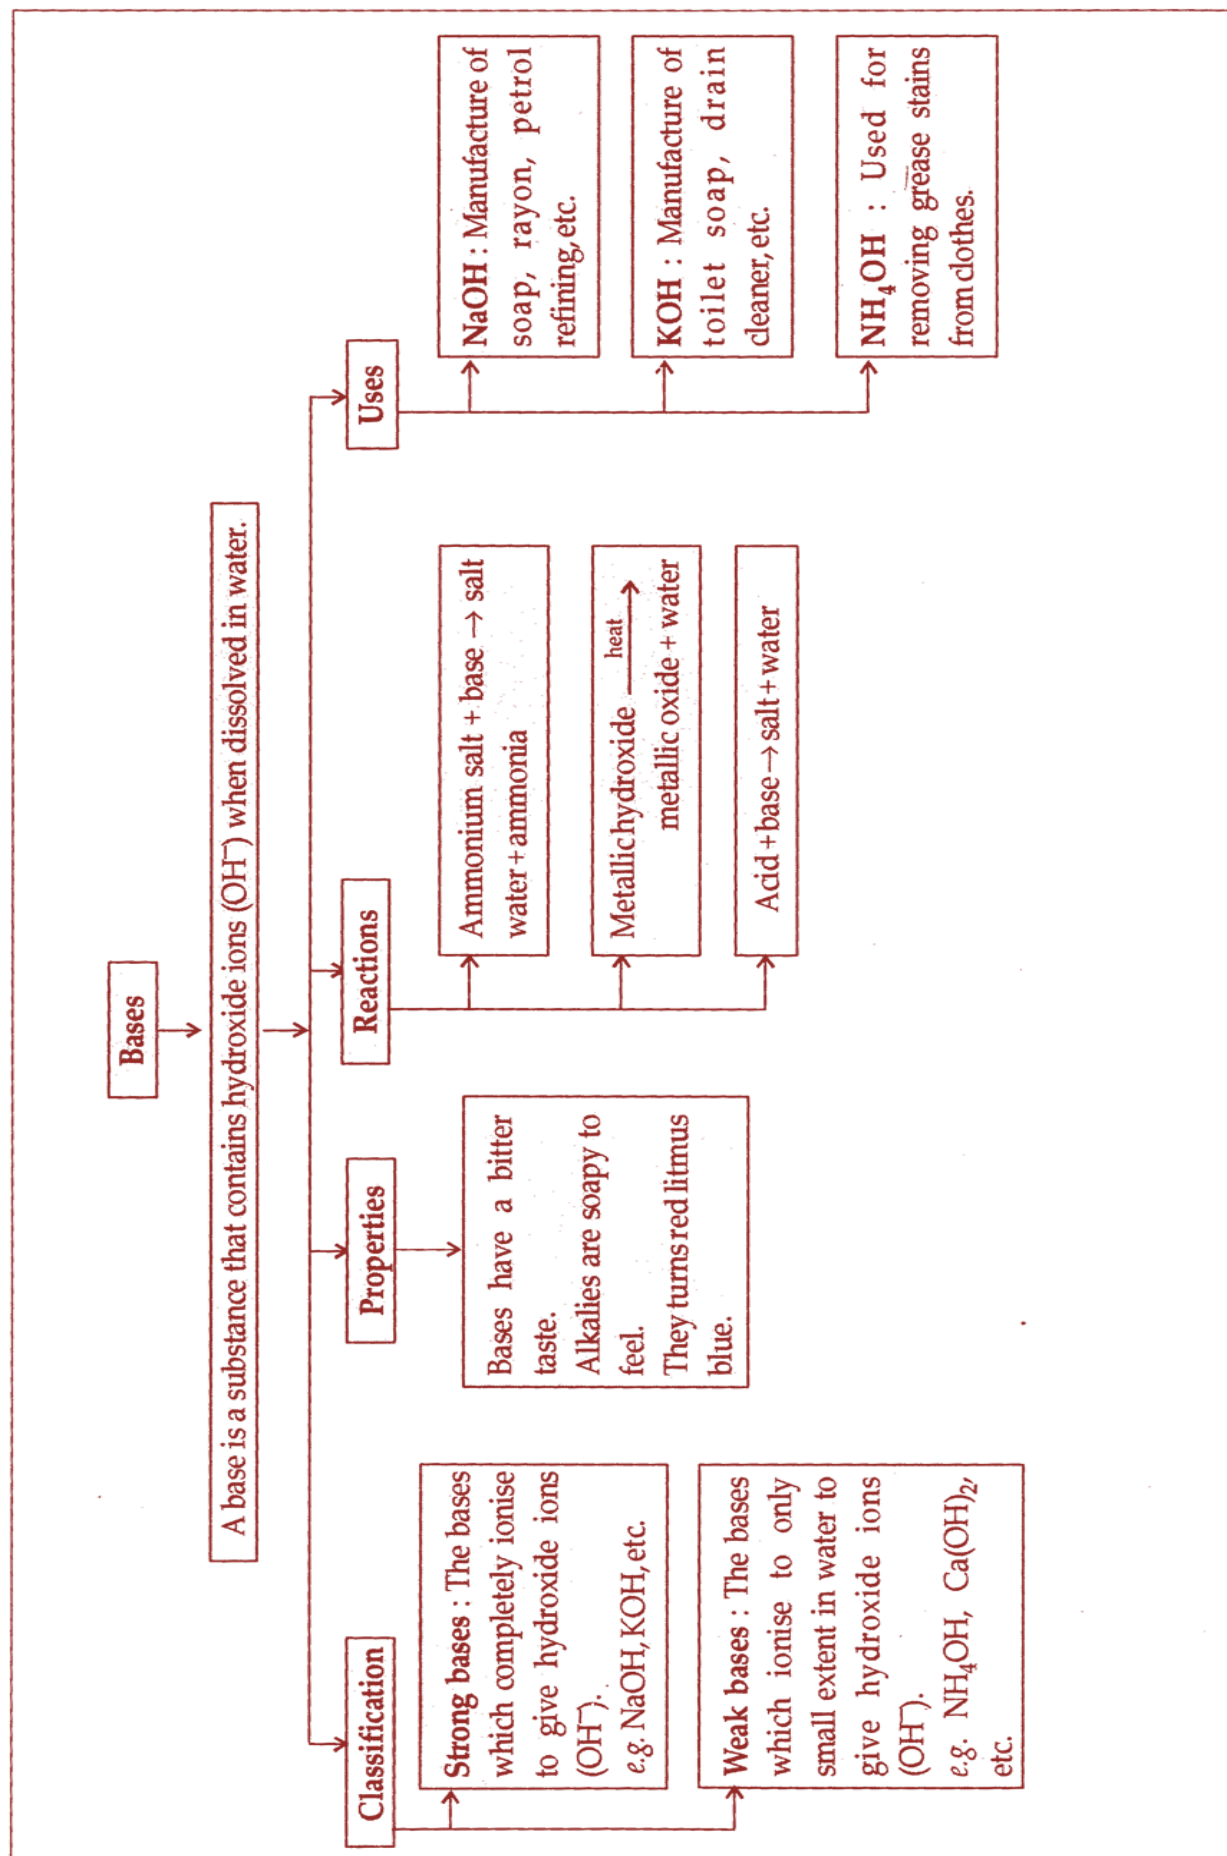 Bases
A base is a substance that contains hydroxide ions (OH⁻) when dissolved in water.
Classification
Strong bases : The bases
which completely ionise
to give hydroxide ions
(OH⁻).
e.g. NaOH, KOH, etc.
Weak bases : The bases
which ionise to only
small extent in water to
give hydroxide ions
(OH⁻).
e.g. NH₄OH, Ca(OH)₂,
etc.
Properties
Bases have a bitter
taste.
Alkalies are soapy to
feel.
They turns red litmus
blue.
Reactions
Ammonium salt + base → salt
water + ammonia
Metallic hydroxide heat→
metallic oxide + water
Acid + base → salt + water
Uses
NaOH : Manufacture of
soap, rayon, petrol
refining, etc.
KOH : Manufacture of
toilet soap, drain
cleaner, etc.
NH₄OH : Used for
removing grease stains
from clothes.